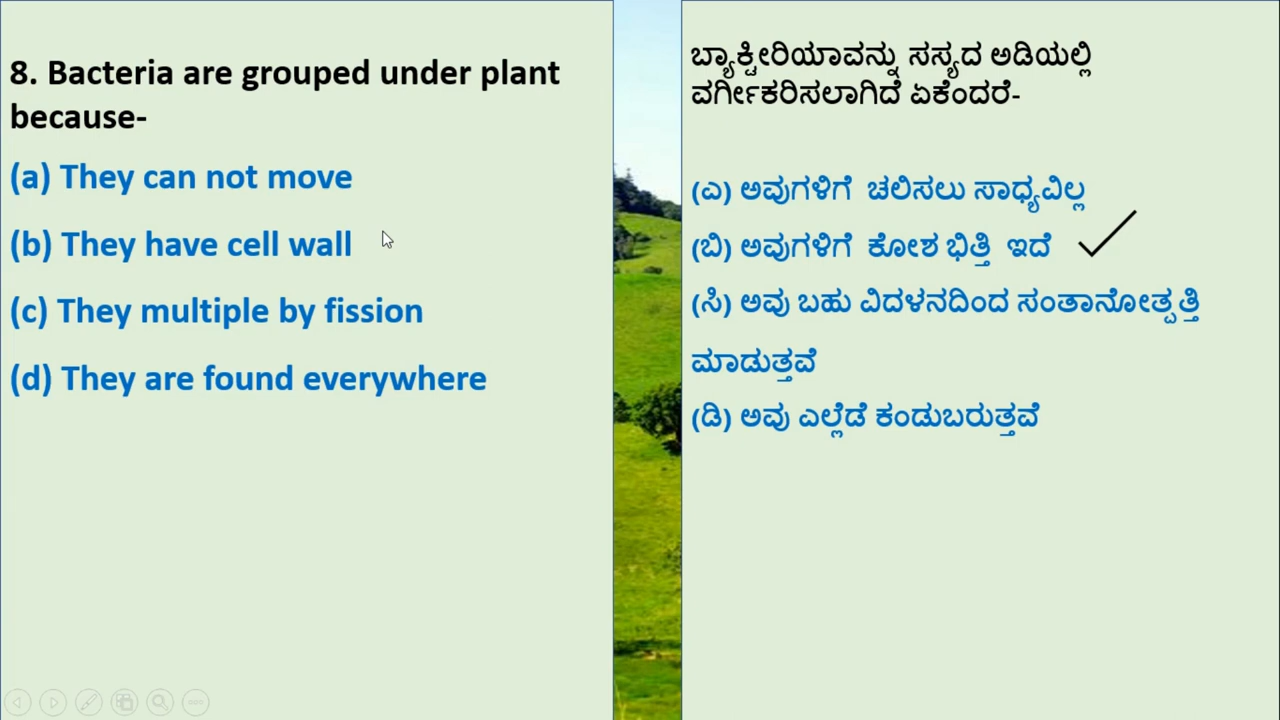 8. Bacteria are grouped under plant
because-
(a) They can not move
(b) They have cell wall
(c) They multiple by fission
(d) They are found everywhere
ಬ್ಯಾಕ್ಟೀರಿಯಾವನ್ನು ಸಸ್ಯದ ಅಡಿಯಲ್ಲಿ
ವರ್ಗೀಕರಿಸಲಾಗಿದೆ ಏಕೆಂದರೆ-
(ಎ) ಅವುಗಳಿಗೆ ಚಲಿಸಲು ಸಾಧ್ಯವಿಲ್ಲ
(ಬಿ) ಅವುಗಳಿಗೆ ಕೋಶ ಭಿತ್ತಿ ಇದೆ
(ಸಿ) ಅವು ಬಹು ವಿದಳನದಿಂದ ಸಂತಾನೋತ್ಪತ್ತಿ
ಮಾಡುತ್ತವೆ
(ಡಿ) ಅವು ಎಲ್ಲೆಡೆ ಕಂಡುಬರುತ್ತವೆ